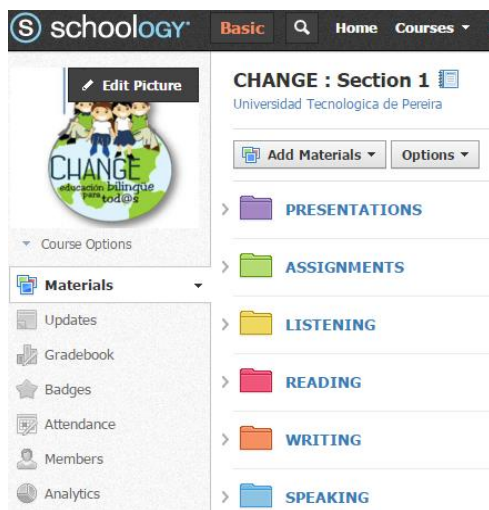 S schoology Basic Home Courses
Edit Picture
CHANGE
educación bilingüe
para tod@s
Course Options
Materials
Updates
Gradebook
Badges
Attendance
Members
Analytics
CHANGE : Section 1
Universidad Tecnologica de Pereira
Add Materials Options
PRESENTATIONS
ASSIGNMENTS
LISTENING
READING
WRITING
SPEAKING